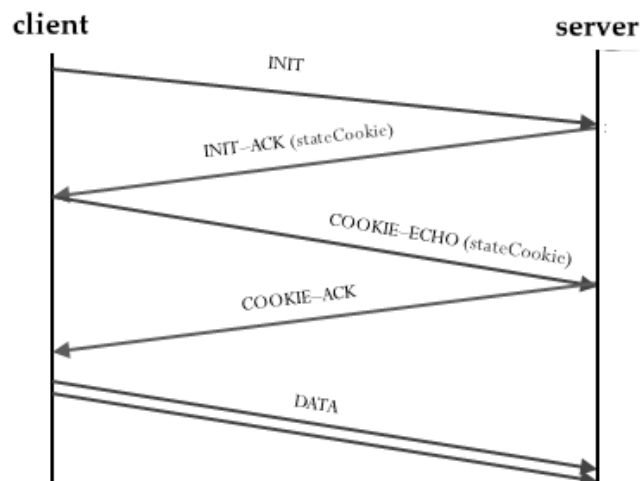 client
server
INIT
INIT–ACK (stateCookie)
COOKIE–ECHO (stateCookie)
COOKIE–ACK
DATA